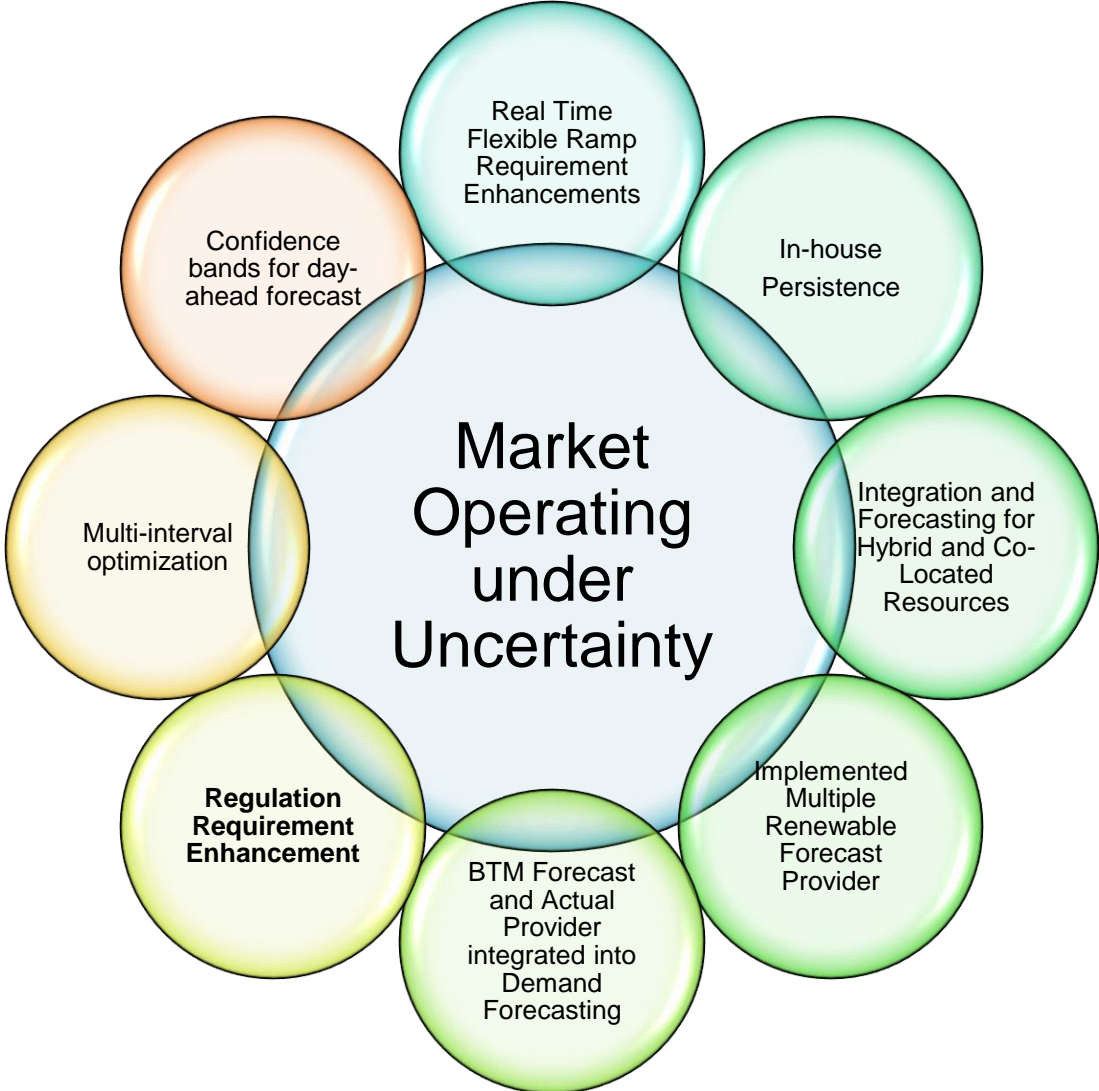 Real Time
Flexible Ramp
Requirement
Enhancements
In-house
Persistence
Integration and
Forecasting for
Hybrid and Co-
Located
Resources
Implemented
Multiple
Renewable
Forecast
Provider
BTM Forecast
and Actual
Provider
integrated into
Demand
Forecasting
Regulation
Requirement
Enhancement
Multi-interval
optimization
Confidence
bands for day-
ahead forecast
Market
Operating
under
Uncertainty